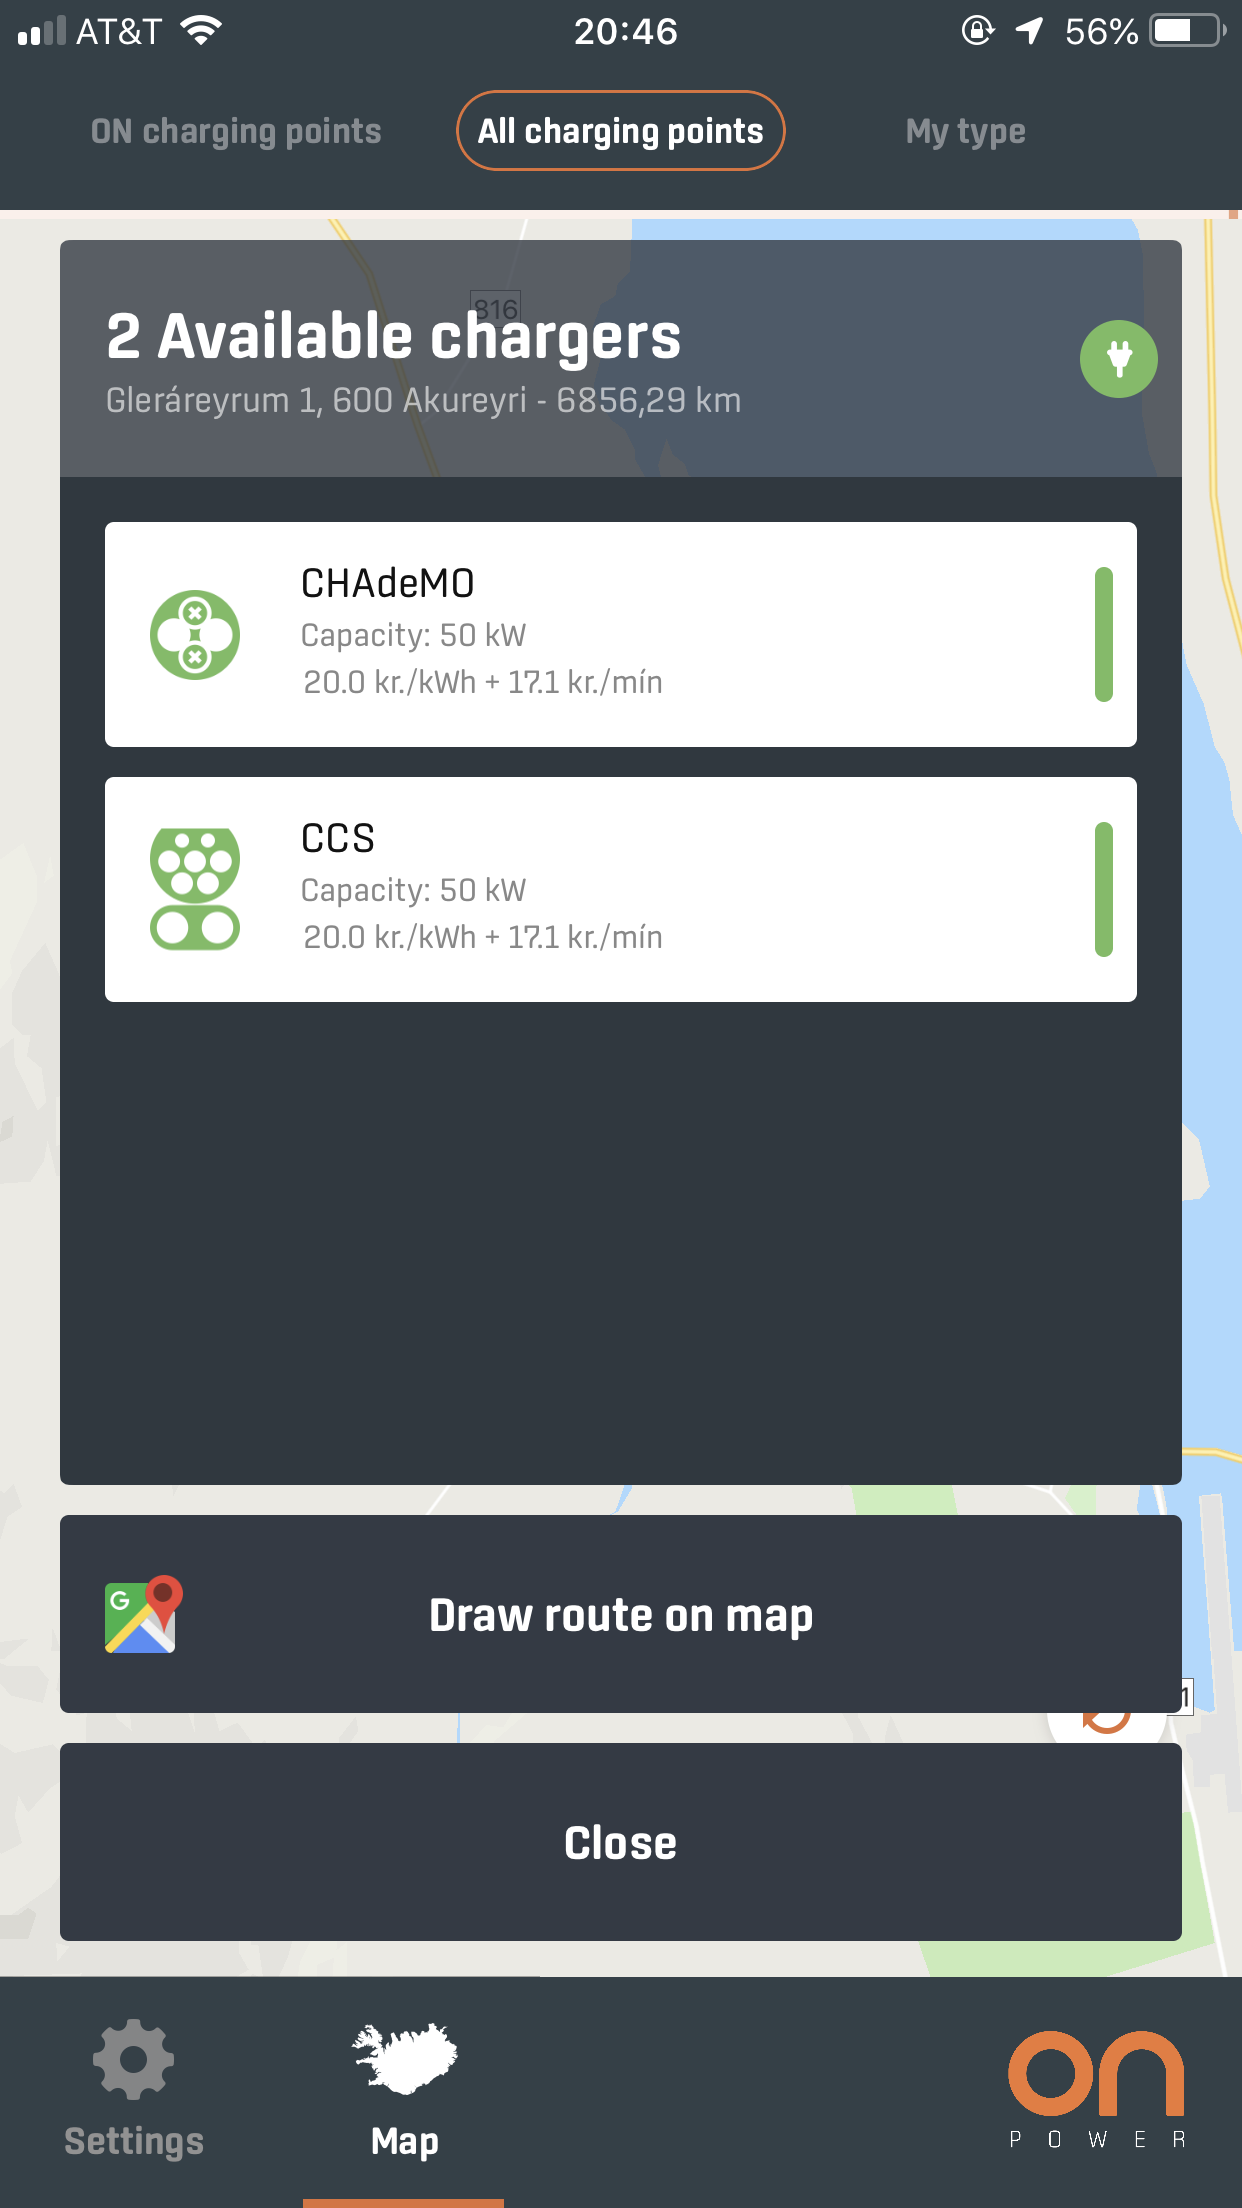 AT&T
20:46
56%
ON charging points
All charging points
My type
816
2 Available chargers
Gleráreyrum 1, 600 Akureyri - 6856,29 km
CHAdeMO
Capacity: 50 kW
20.0 kr./kWh + 17.1 kr./mín
CCS
Capacity: 50 kW
20.0 kr./kWh + 17.1 kr./mín
G
Draw route on map
1
Close
Settings
Map
on
POWER